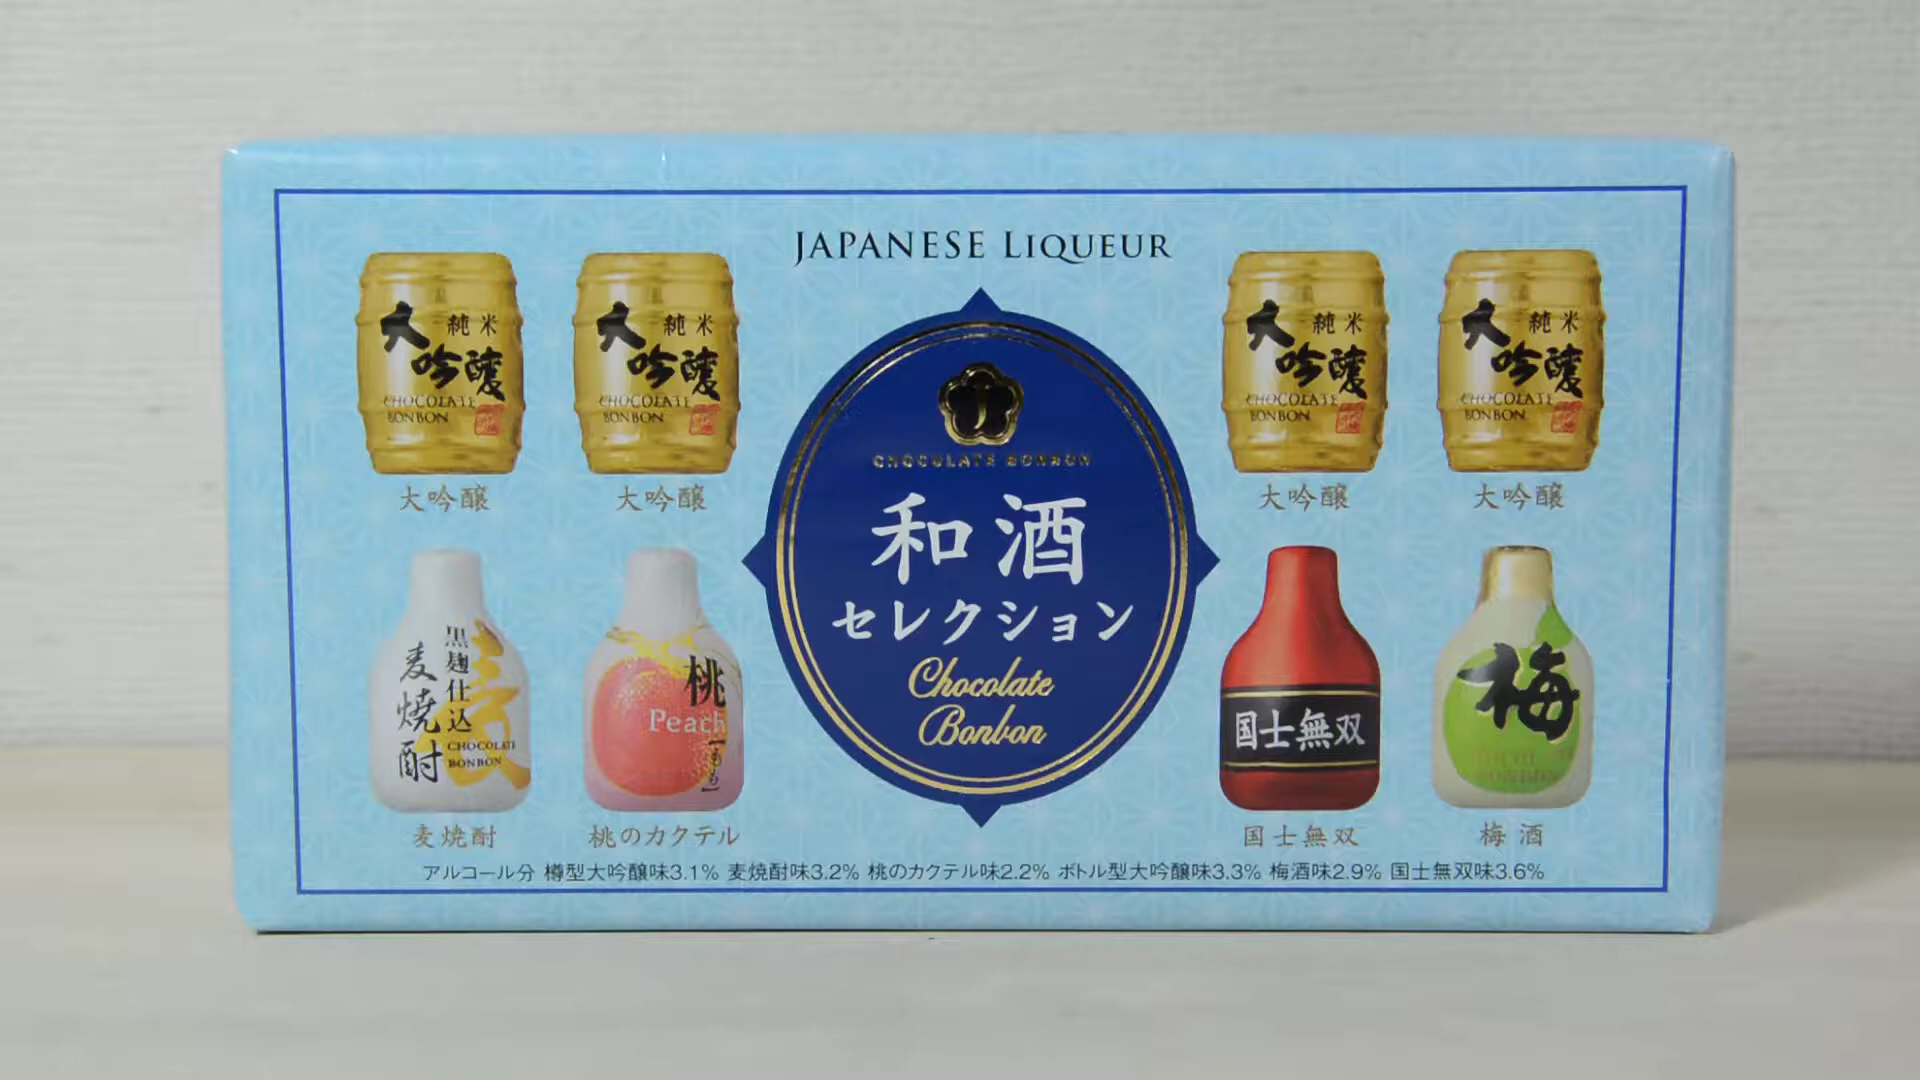 JAPANESE LIQUEUR
純米
大吟醸
CHOCOLATE
BONBON
大吟醸
純米
大吟醸
CHOCOLATE
BONBON
大吟醸
純米
大吟醸
CHOCOLATE
BONBON
大吟醸
純米
大吟醸
CHOCOLATE
BONBON
大吟醸
J
CHOCOLATE BONBON
和酒
セレクション
Chocolate
Bonbon
麦
黒麹仕込
麦焼酎
CHOCOLATE
BONBON
麦焼酎
桃
Peach
[もも]
桃のカクテル
国士無双
国士無双
梅
梅酒
アルコール分 樽型大吟醸味3.1% 麦焼酎味3.2% 桃のカクテル味2.2% ボトル型大吟醸味3.3% 梅酒味2.9% 国士無双味3.6%